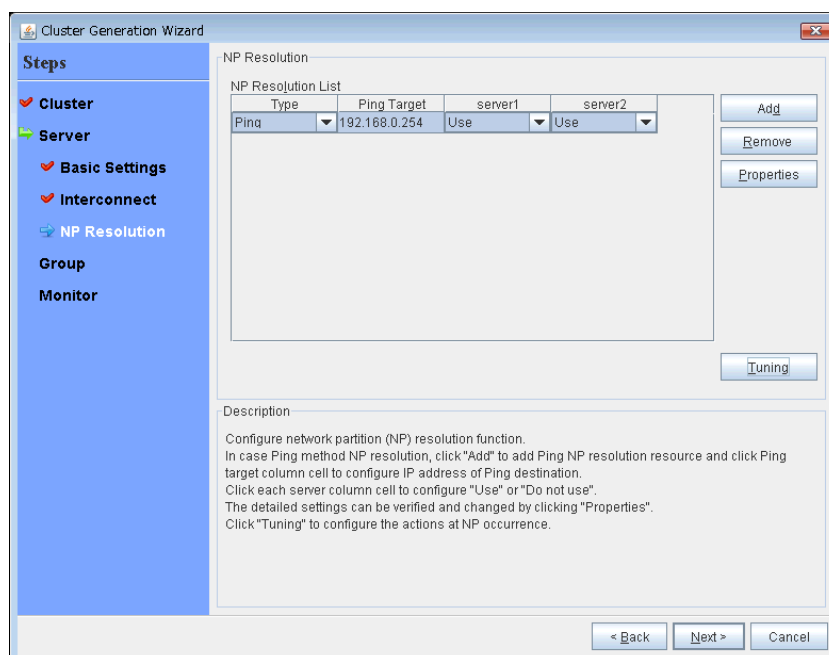 Cluster Generation Wizard
Steps
Cluster
Server
Basic Settings
Interconnect
NP Resolution
Group
Monitor
NP Resolution
NP Resolution List
Type Ping Target server1 server2
Ping 192.168.0.254 Use Use
Add
Remove
Properties
Tuning
Description
Configure network partition (NP) resolution function.
In case Ping method NP resolution, click "Add" to add Ping NP resolution resource and click Ping
target column cell to configure IP address of Ping destination.
Click each server column cell to configure "Use" or "Do not use".
The detailed settings can be verified and changed by clicking "Properties".
Click "Tuning" to configure the actions at NP occurrence.
< Back Next > Cancel